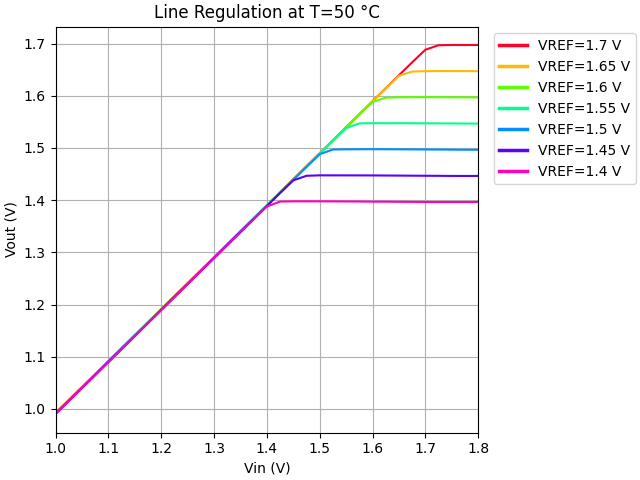 Line Regulation at T=50 °C
Vout (V)
1.7
1.6
1.5
1.4
1.3
1.2
1.1
1.0
1.0 1.1 1.2 1.3 1.4 1.5 1.6 1.7 1.8
Vin (V)
VREF=1.7 V
VREF=1.65 V
VREF=1.6 V
VREF=1.55 V
VREF=1.5 V
VREF=1.45 V
VREF=1.4 V